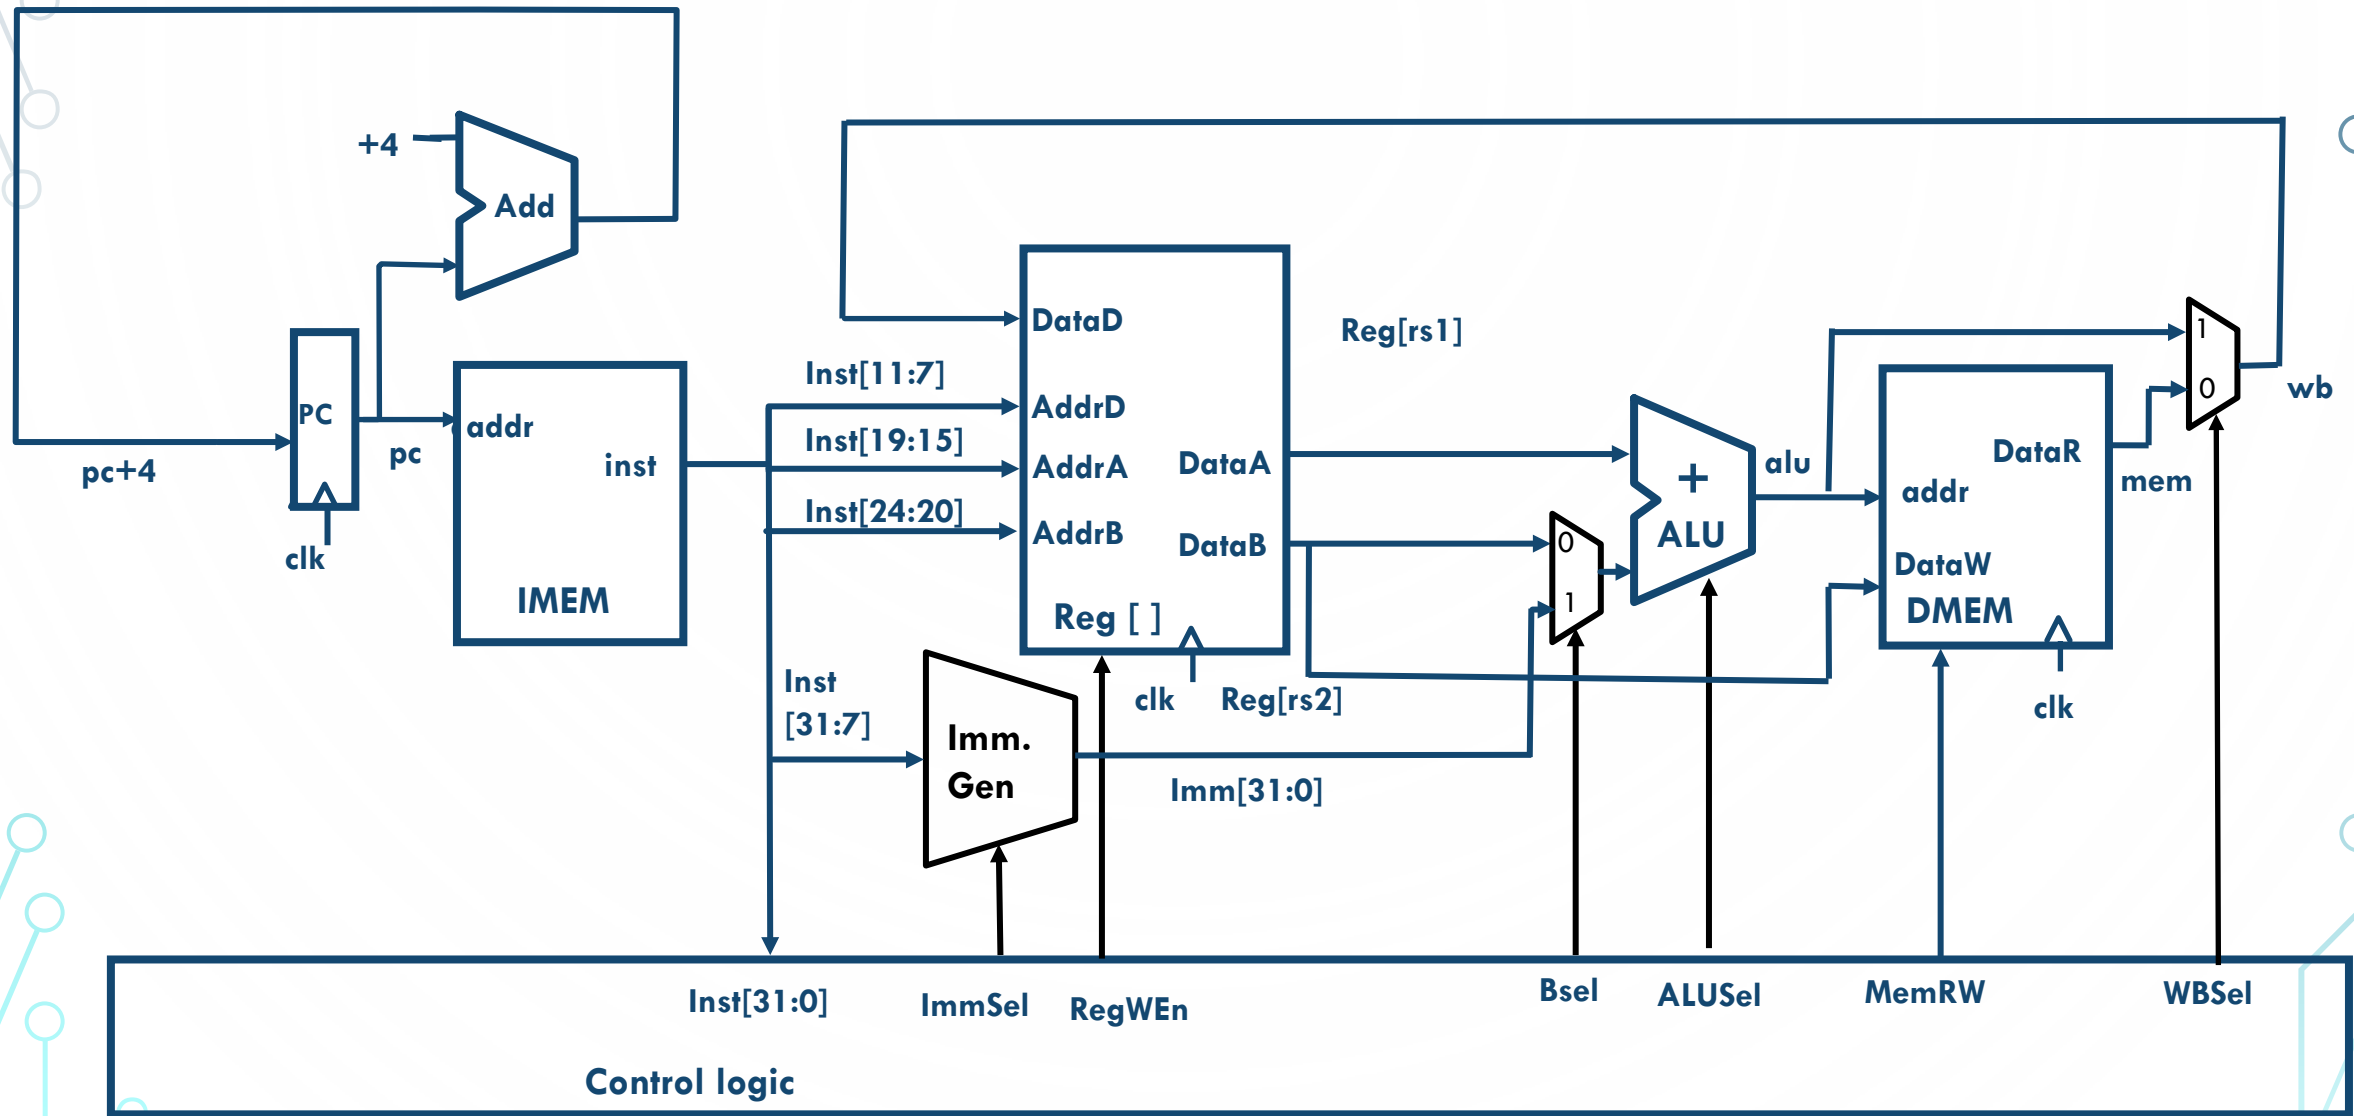 +4
Add
pc+4
PC
clk
pc
addr
inst
IMEM
Inst[11:7]
Inst[19:15]
Inst[24:20]
Inst
[31:7]
DataD
AddrD
AddrA
AddrB
DataA
DataB
Reg [ ]
clk
Reg[rs1]
Reg[rs2]
Imm.
Gen
Imm[31:0]
0
1
+
ALU
alu
addr
DataR
DataW
DMEM
clk
mem
1
0
wb
Inst[31:0]
ImmSel
RegWEn
Bsel
ALUSel
MemRW
WBSel
Control logic